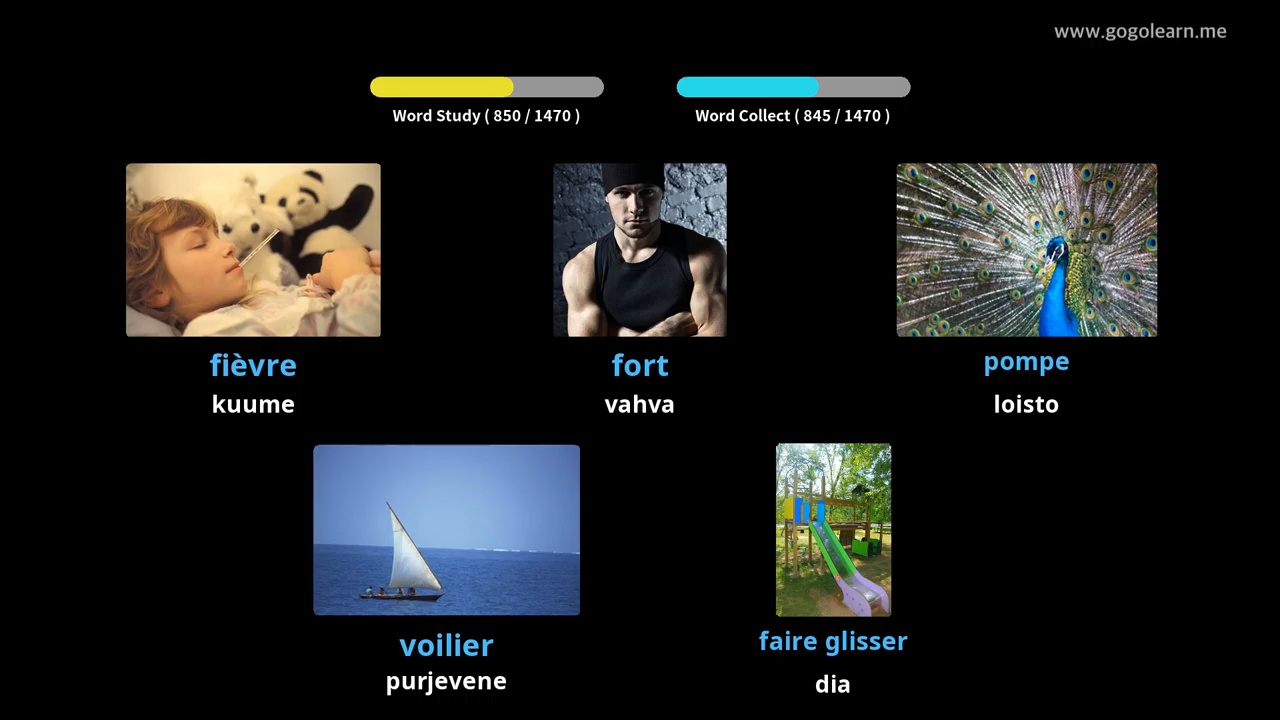 www.gogolearn.me
Word Study ( 850 / 1470 )
Word Collect ( 845 / 1470 )
fièvre
kuume
fort
vahva
pompe
loisto
voilier
purjevene
faire glisser
dia